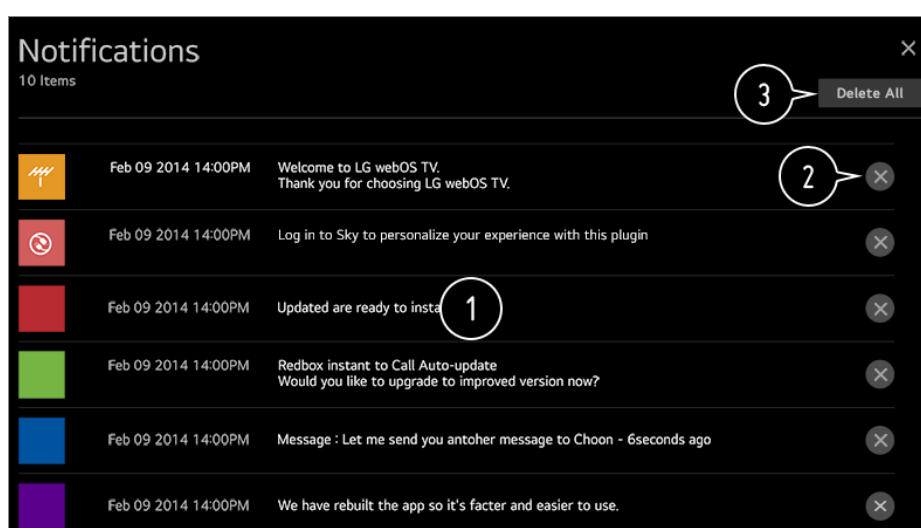 Notifications
10 Items
3
Delete All
Feb 09 2014 14:00PM
Welcome to LG webOS TV.
Thank you for choosing LG webOS TV.
2
Feb 09 2014 14:00PM
Log in to Sky to personalize your experience with this plugin
Feb 09 2014 14:00PM
Updated are ready to insta
1
Feb 09 2014 14:00PM
Redbox instant to Call Auto-update
Would you like to upgrade to improved version now?
Feb 09 2014 14:00PM
Message : Let me send you antoher message to Choon - 6seconds ago
Feb 09 2014 14:00PM
We have rebuilt the app so it's facter and easier to use.